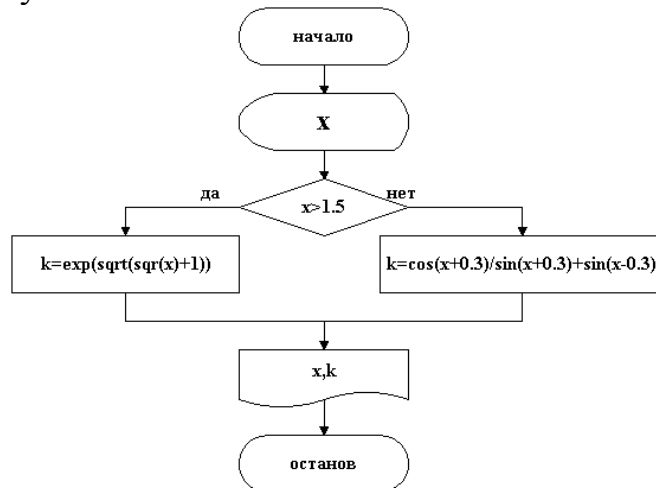 у
начало
X
да
нет
x>1.5
k=exp(sqrt(sqr(x)+1))
k=cos(x+0.3)/sin(x+0.3)+sin(x-0.3)
x,k
останов